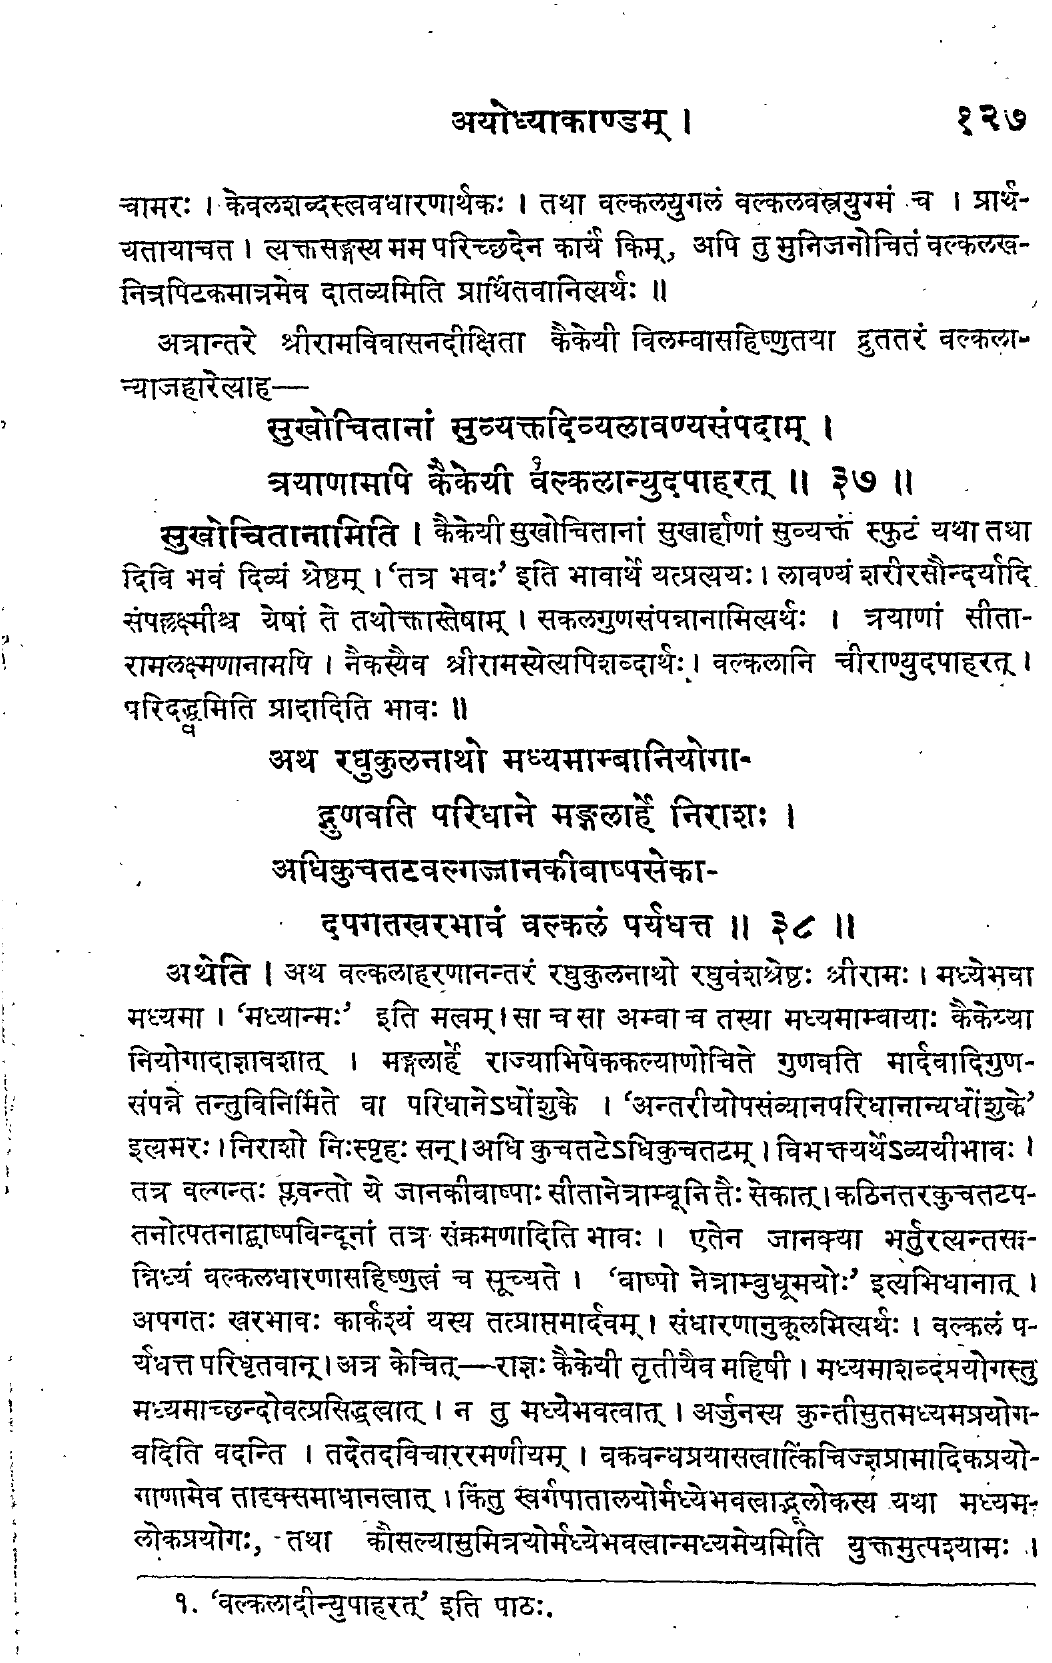 अयोध्याकाण्डम् । १२७
चामरः । केवलशब्दस्त्ववधारणार्थकः । तथा वल्कलयुगलं वल्कलवस्त्रयुग्मं च । प्रार्थ-
यतायाचत । त्यक्तसङ्गस्य मम परिच्छदेन कार्यं किम्, अपि तु मुनिजनोचितं वल्कलख-
नित्रपिटकमात्रमेव दातव्यमिति प्रार्थितवानित्यर्थः ॥
अत्रान्तरे श्रीरामविवासनदीक्षिता कैकेयी विलम्बासहिष्णुतया द्रुततरं वल्कला-
न्याजहारेत्याह—
सुखोचितानां सुव्यक्तदिव्यलावण्यसंपदाम् ।
त्रयाणामपि कैकेयी वल्कलान्युदपाहरत् ॥ ३७ ॥
सुखोचितानामिति । कैकेयी सुखोचितानां सुखार्हाणां सुव्यक्तं स्फुटं यथा तथा
दिवि भवं दिव्यं श्रेष्ठम् । ‘तत्र भवः’ इति भावार्थे यत्प्रत्ययः । लावण्यं शरीरसौन्दर्यादि
संपल्लक्ष्मीश्च येषां ते तथोक्तास्तेषाम् । सकलगुणसंपन्नानामित्यर्थः । त्रयाणां सीता-
रामलक्ष्मणानामपि । नैकस्यैव श्रीरामस्येत्यपिशब्दार्थः । वल्कलानि चीराण्युदपाहरत् ।
परिदद्ध्वमिति प्रादादिति भावः ॥
अथ रघुकुलनाथो मध्यमाम्बानियोगा-
द्गुणवति परिधाने मङ्गलार्हे निराशः ।
अधिकुचतटवल्गज्जानकीबाष्पसेका-
दपगतखरभावं वल्कलं पर्यधत्त ॥ ३८ ॥
अथेति । अथ वल्कलाहरणानन्तरं रघुकुलनाथो रघुवंशश्रेष्ठः श्रीरामः । मध्येभवा
मध्यमा । ‘मध्यान्मः’ इति मत्वम् । सा च सा अम्बा च तस्या मध्यमाम्बायाः कैकेय्या
नियोगादाज्ञावशात् । मङ्गलार्हे राज्याभिषेककल्याणोचिते गुणवति मार्दवादिगुण-
संपन्ने तन्तुविनिर्मिते वा परिधानेऽधोंशुके । ‘अन्तरीयोपसंव्यानपरिधानान्यधोंशुके’
इत्यमरः । निराशो निःस्पृहः सन् । अधि कुचतटेऽधिकुचतटम् । विभक्त्यर्थेऽव्ययीभावः ।
तत्र वल्गन्तः प्लवन्तो ये जानकीबाष्पाः सीतानेत्राम्बूनि तैः सेकात् । कठिनतरकुचतटप-
तनोत्पतनाद्बाष्पविन्दूनां तत्र संक्रमणादिति भावः । एतेन जानक्या भर्तुरत्यन्तसा-
न्निध्यं वल्कलधारणासहिष्णुत्वं च सूच्यते । ‘बाष्पो नेत्राम्बुधूमयोः’ इत्यभिधानात् ।
अपगतः खरभावः कार्कश्यं यस्य तत्प्राप्तमार्दवम् । संधारणानुकूलमित्यर्थः । वल्कलं प-
र्यधत्त परिधृतवान् । अत्र केचित्—राज्ञः कैकेयी तृतीयैव महिषी । मध्यमाशब्दप्रयोगस्तु
मध्यमाच्छन्दोवत्प्रसिद्धत्वात् । न तु मध्येभवत्वात् । अर्जुनस्य कुन्तीसुतमध्यमप्रयोग-
वदिति वदन्ति । तदेतदविचाररमणीयम् । वकवन्धप्रयासत्वात्किंचिज्ज्ञप्रामादिकप्रयो-
गाणामेव तादृक्समाधानत्वात् । किंतु स्वर्गपातालयोर्मध्येभवत्वाद्भूलोकस्य यथा मध्यम-
लोकप्रयोगः, तथा कौसल्यासुमित्रयोर्मध्येभवत्वान्मध्यमेयमिति युक्तमुत्पश्यामः ।
१. ‘वल्कलादीन्युपाहरत्’ इति पाठः.